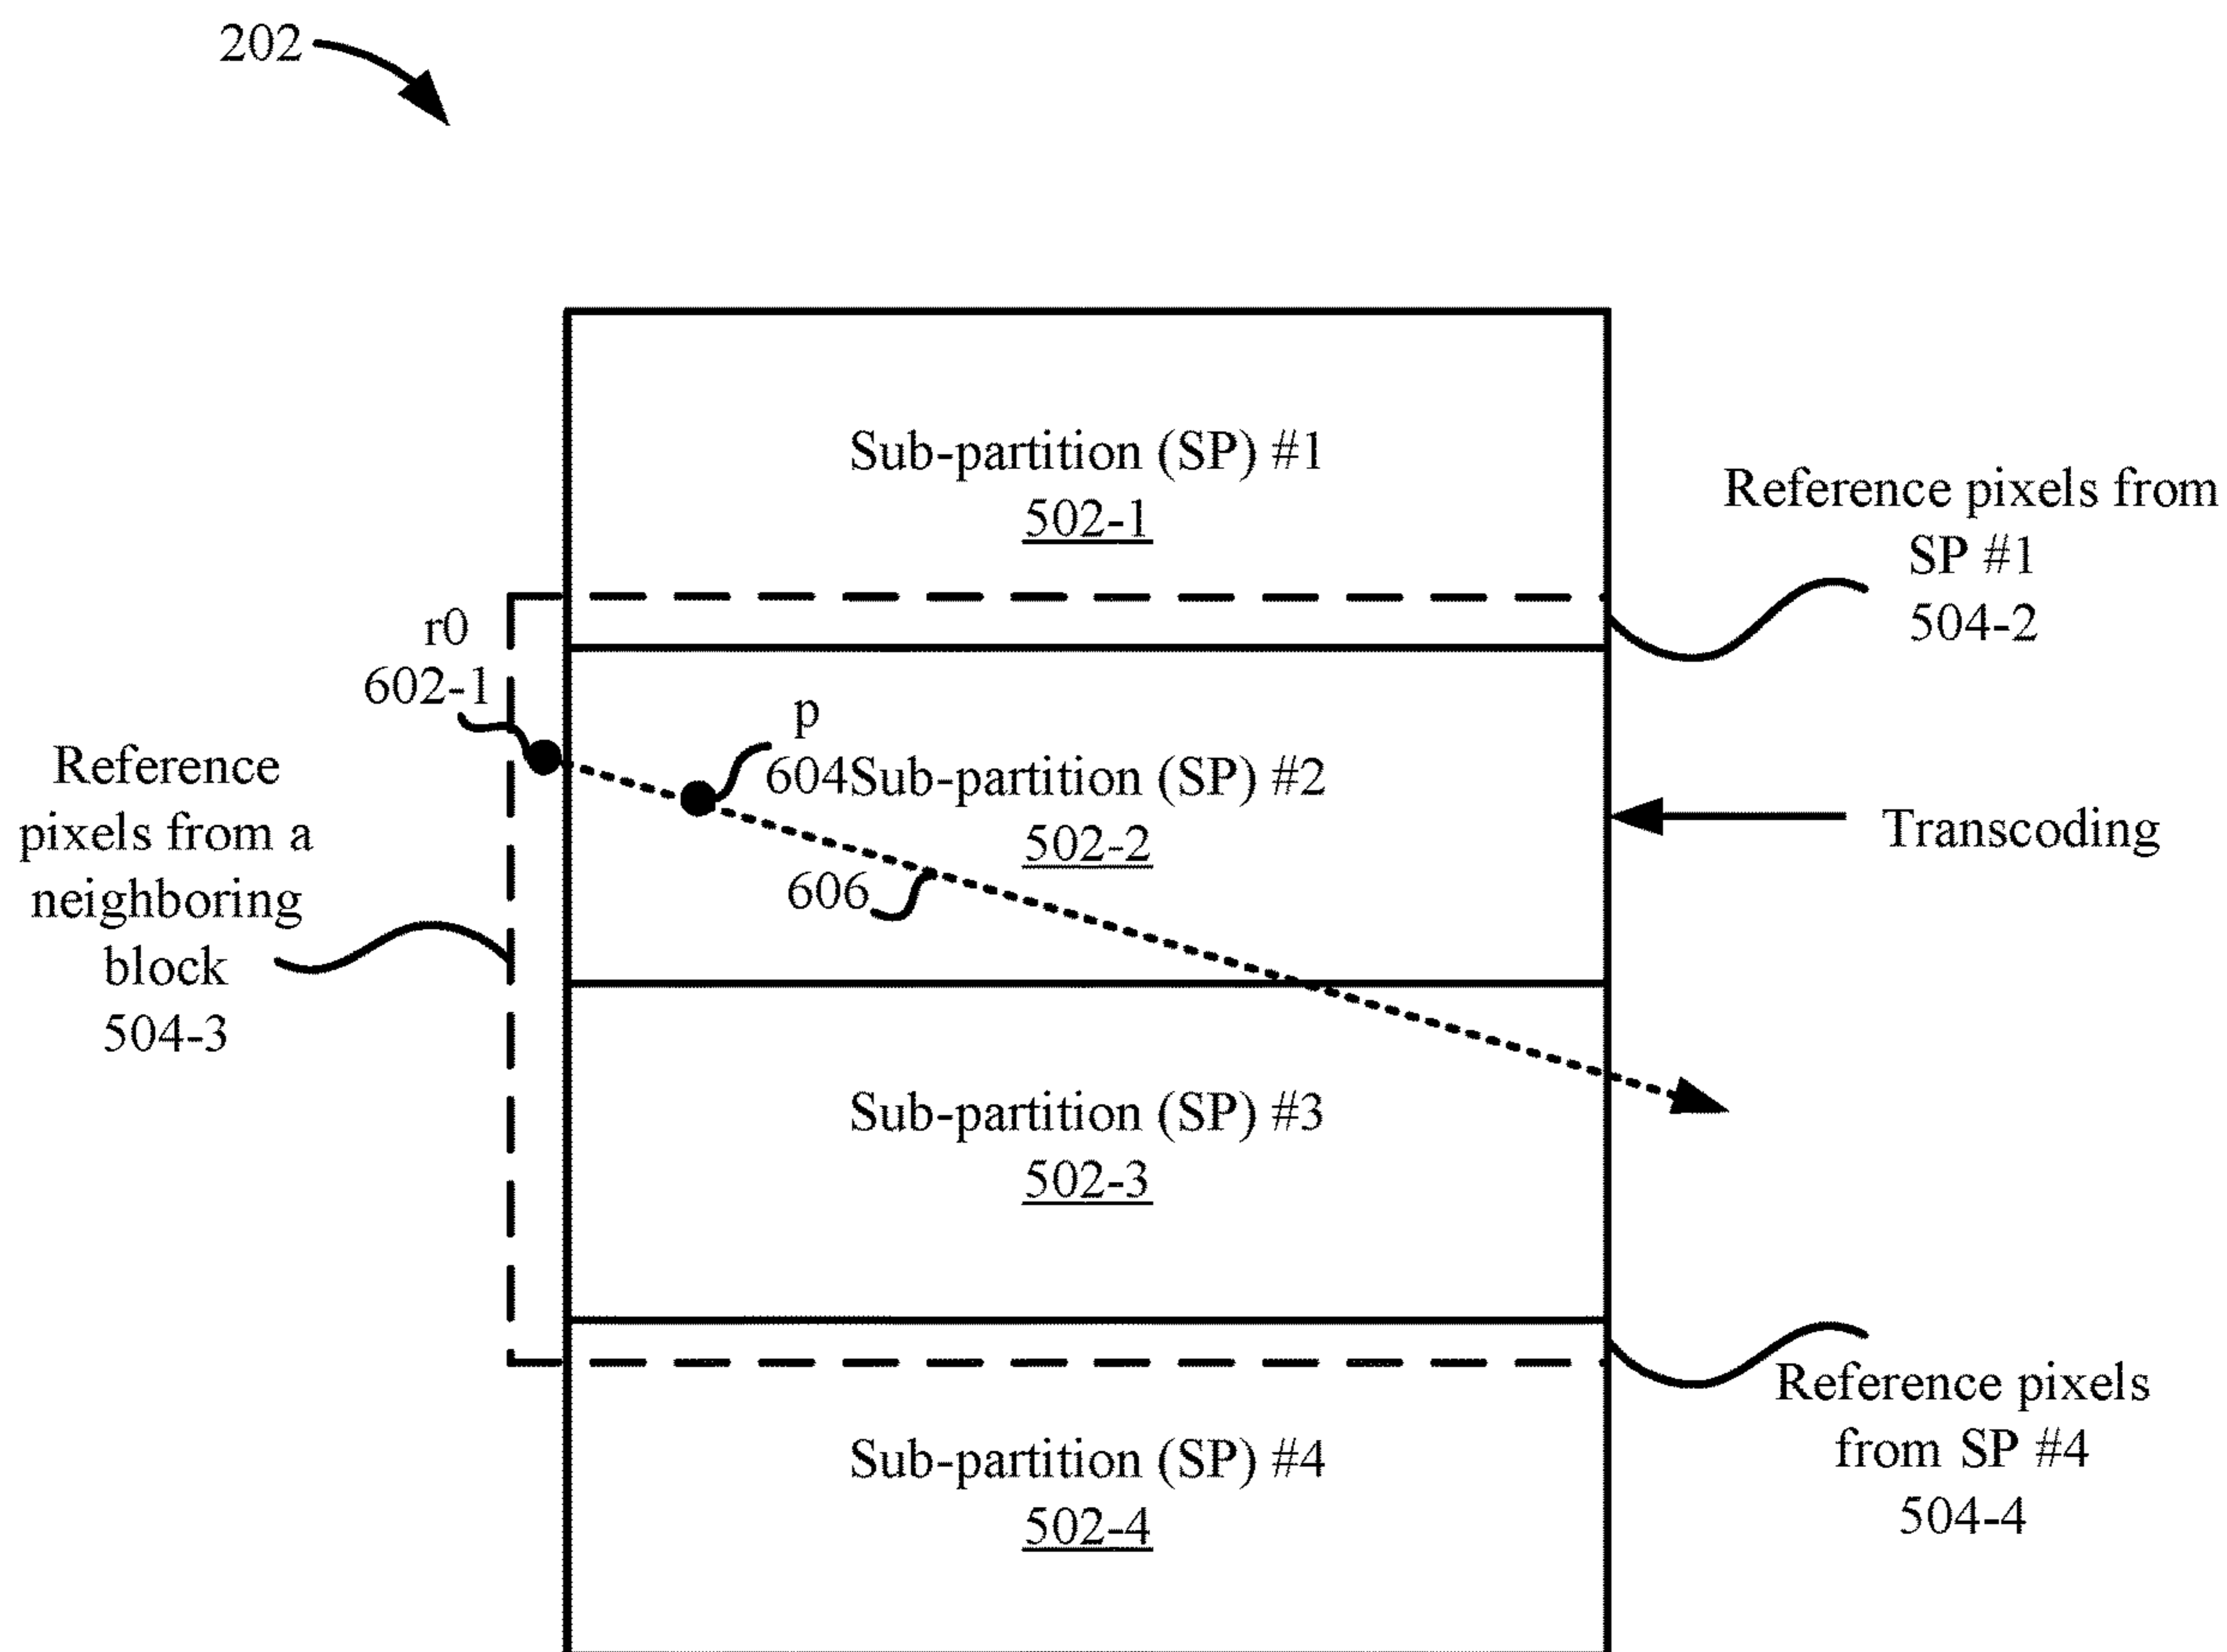 202
Sub-partition (SP) #1
502-1
Reference pixels from
SP #1
504-2
r0
602-1
p
604
Sub-partition (SP) #2
502-2
606
Transcoding
Reference
pixels from a
neighboring
block
504-3
Sub-partition (SP) #3
502-3
Reference pixels
from SP #4
504-4
Sub-partition (SP) #4
502-4